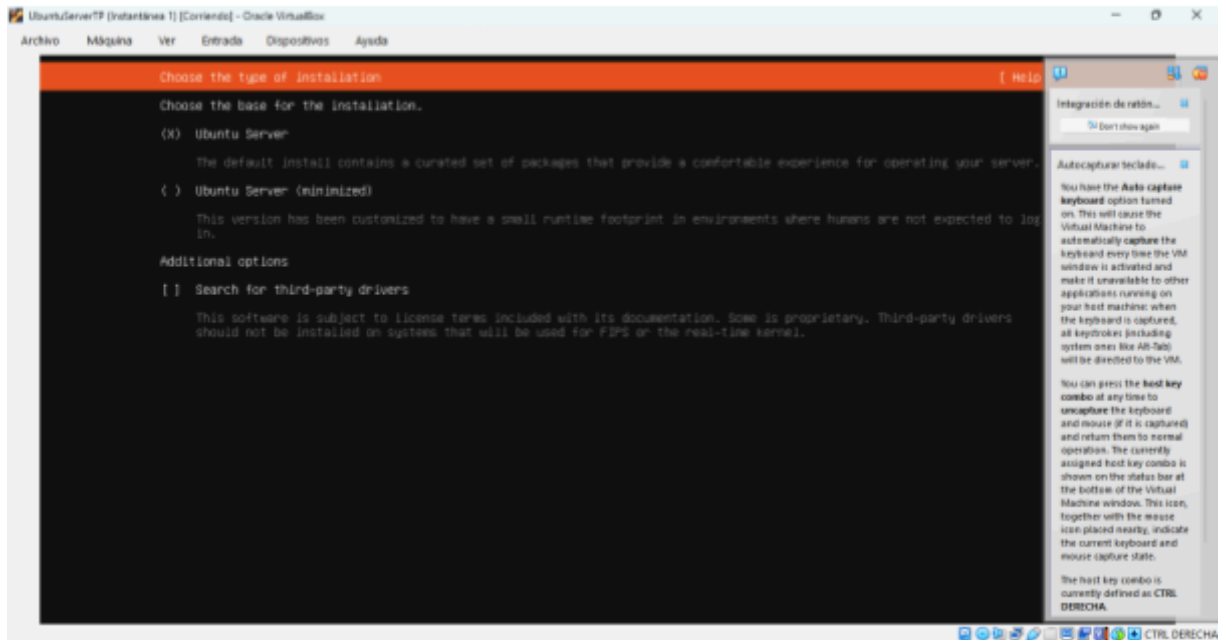 UbuntuServerTP (Instantánea 1) [Corriendo] - Oracle VirtualBox
Archivo Máquina Ver Entrada Dispositivos Ayuda
Choose the type of installation [ Help
Choose the base for the installation.
(X) Ubuntu Server
The default install contains a curated set of packages that provide a comfortable experience for operating your server.
( ) Ubuntu Server (minimized)
This version has been customized to have a small runtime footprint in environments where humans are not expected to log
in.
Additional options
[ ] Search for third-party drivers
This software is subject to license terms included with its documentation. Some is proprietary. Third-party drivers
should not be installed on systems that will be used for FIPS or the real-time kernel.
Integración de ratón...
Don't show again
Autocapturar teclado...
You have the Auto capture
keyboard option turned
on. This will cause the
Virtual Machine to
automatically capture the
keyboard every time the VM
window is activated and
make it unavailable to other
applications running on
your host machine: when
the keyboard is captured,
all keystrokes (including
system ones like Alt-Tab)
will be directed to the VM.
You can press the host key
combo at any time to
uncapture the keyboard
and mouse (if it is captured)
and return them to normal
operation. The currently
assigned host key combo is
shown on the status bar at
the bottom of the Virtual
Machine window. This icon,
together with the mouse
icon placed nearby, indicate
the current keyboard and
mouse capture state.
The host key combo is
currently defined as CTRL
DERECHA.
CTRL DERECHA